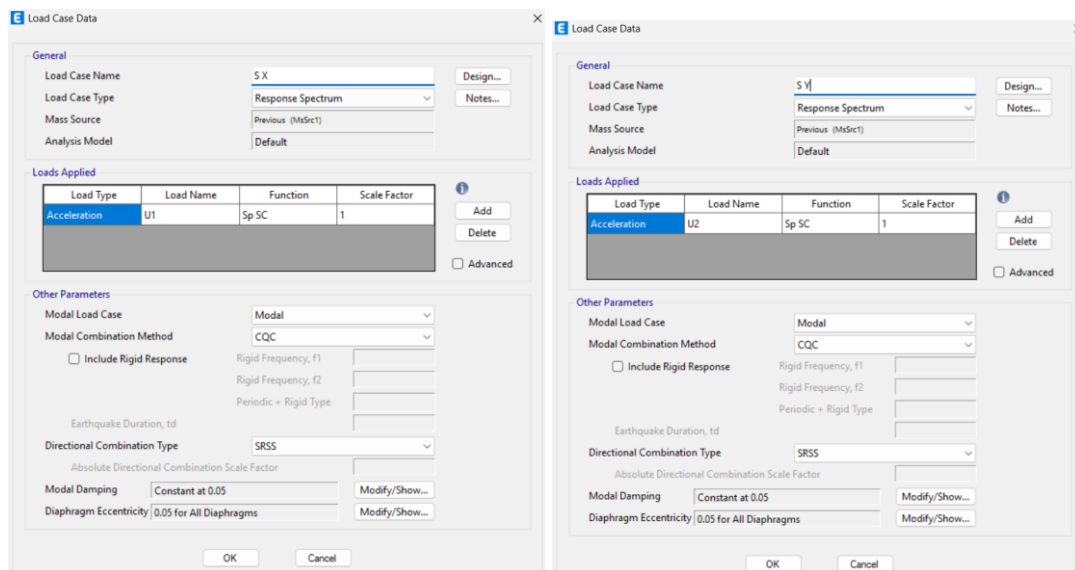 E Load Case Data
General
Load Case Name S X Design...
Load Case Type Response Spectrum Notes...
Mass Source Previous (MsSrc1)
Analysis Model Default
Loads Applied
Load Type Load Name Function Scale Factor
Acceleration U1 Sp SC 1
Add
Delete
Advanced
Other Parameters
Modal Load Case Modal
Modal Combination Method CQC
Include Rigid Response Rigid Frequency, f1
Rigid Frequency, f2
Periodic + Rigid Type
Earthquake Duration, td
Directional Combination Type SRSS
Absolute Directional Combination Scale Factor
Modal Damping Constant at 0.05 Modify/Show...
Diaphragm Eccentricity 0.05 for All Diaphragms Modify/Show...
OK Cancel
E Load Case Data
General
Load Case Name S Y Design...
Load Case Type Response Spectrum Notes...
Mass Source Previous (MsSrc1)
Analysis Model Default
Loads Applied
Load Type Load Name Function Scale Factor
Acceleration U2 Sp SC 1
Add
Delete
Advanced
Other Parameters
Modal Load Case Modal
Modal Combination Method CQC
Include Rigid Response Rigid Frequency, f1
Rigid Frequency, f2
Periodic + Rigid Type
Earthquake Duration, td
Directional Combination Type SRSS
Absolute Directional Combination Scale Factor
Modal Damping Constant at 0.05 Modify/Show...
Diaphragm Eccentricity 0.05 for All Diaphragms Modify/Show...
OK Cancel